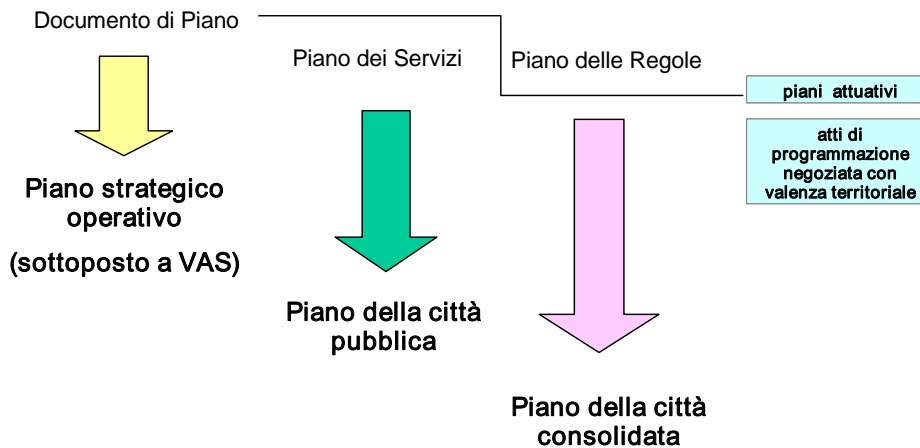 Documento di Piano
Piano dei Servizi
Piano delle Regole
piani attuativi
atti di
programmazione
negoziata con
valenza territoriale
Piano strategico
operativo
(sottoposto a VAS)
Piano della città
pubblica
Piano della città
consolidata